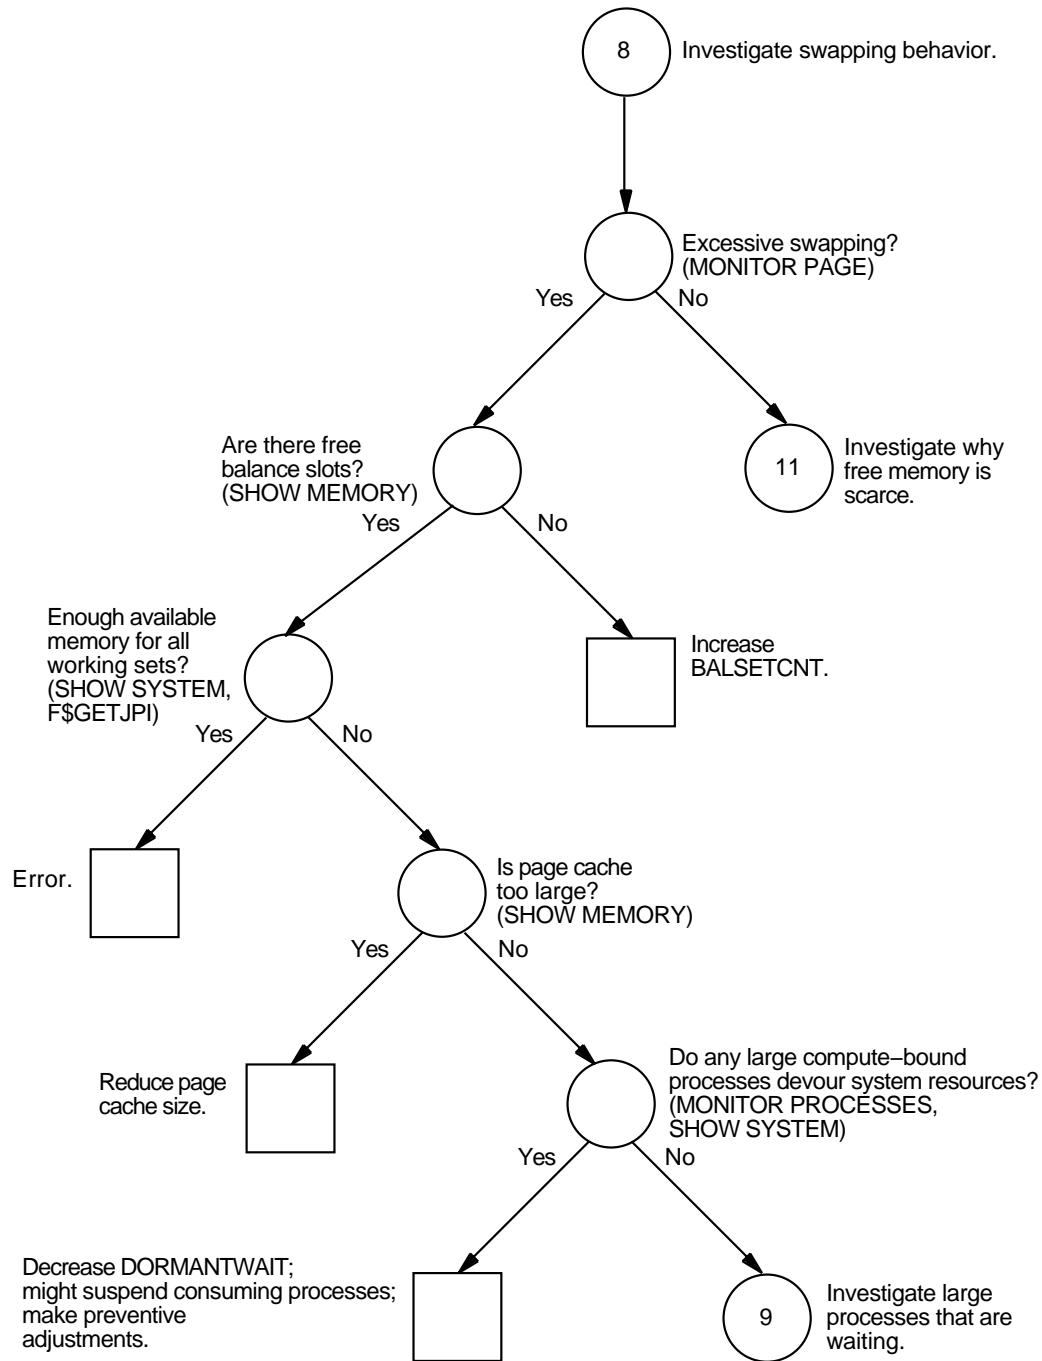 8
Investigate swapping behavior.
Excessive swapping?
(MONITOR PAGE)
Yes
No
Are there free
balance slots?
(SHOW MEMORY)
11
Investigate why
free memory is
scarce.
Yes
No
Enough available
memory for all
working sets?
(SHOW SYSTEM,
F$GETJPI)
Increase
BALSETCNT.
Yes
No
Error.
Is page cache
too large?
(SHOW MEMORY)
Yes
No
Reduce page
cache size.
Do any large compute–bound
processes devour system resources?
(MONITOR PROCESSES,
SHOW SYSTEM)
Yes
No
Decrease DORMANTWAIT;
might suspend consuming processes;
make preventive
adjustments.
9
Investigate large
processes that are
waiting.